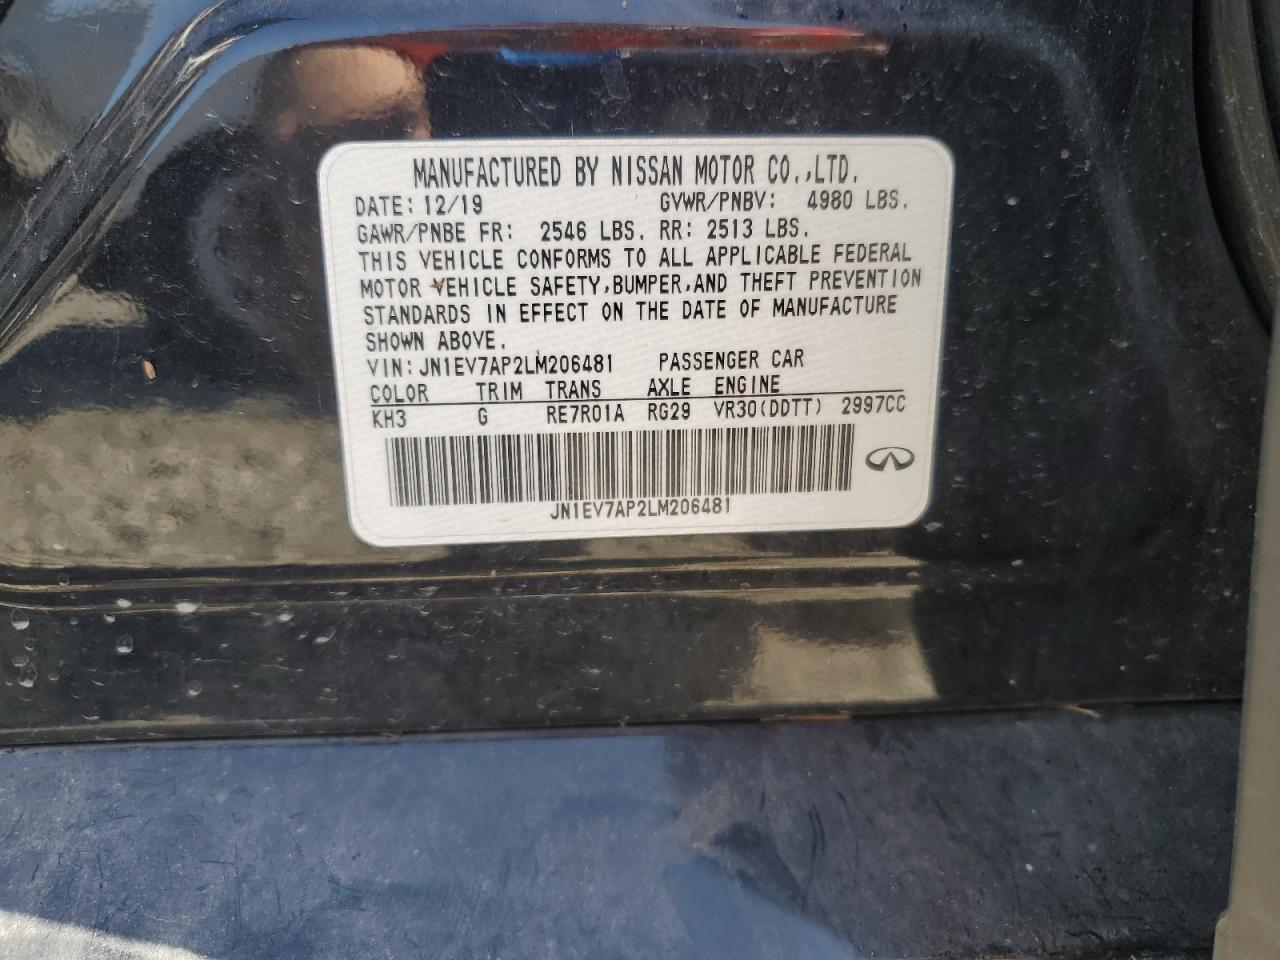 MANUFACTURED BY NISSAN MOTOR CO.,LTD.
DATE: 12/19 GVWR/PNBV: 4980 LBS.
GAWR/PNBE FR: 2546 LBS. RR: 2513 LBS.
THIS VEHICLE CONFORMS TO ALL APPLICABLE FEDERAL
MOTOR VEHICLE SAFETY,BUMPER,AND THEFT PREVENTION
STANDARDS IN EFFECT ON THE DATE OF MANUFACTURE
SHOWN ABOVE.
VIN: JN1EV7AP2LM206481 PASSENGER CAR
COLOR TRIM TRANS AXLE ENGINE
KH3 G RE7R01A RG29 VR30(DDTT) 2997CC
JN1EV7AP2LM206481